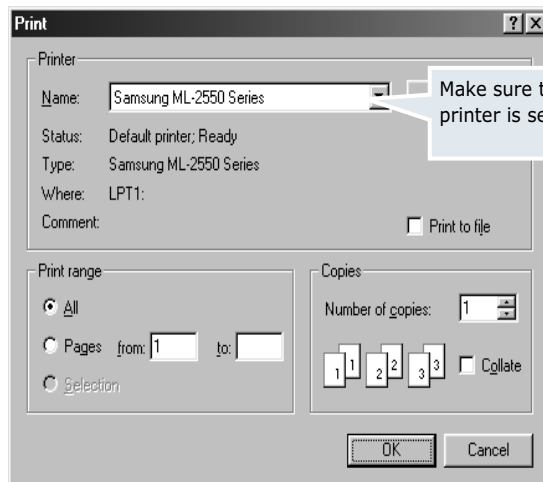 Print
Printer
Name: Samsung ML-2550 Series
Make sure
printer is
Status: Default printer; Ready
Type: Samsung ML-2550 Series
Where: LPT1:
Comment:
Print to file
Print range
All
Pages from: 1 to:
Selection
Copies
Number of copies: 1
1 1 2 2 3 3
Collate
OK Cancel